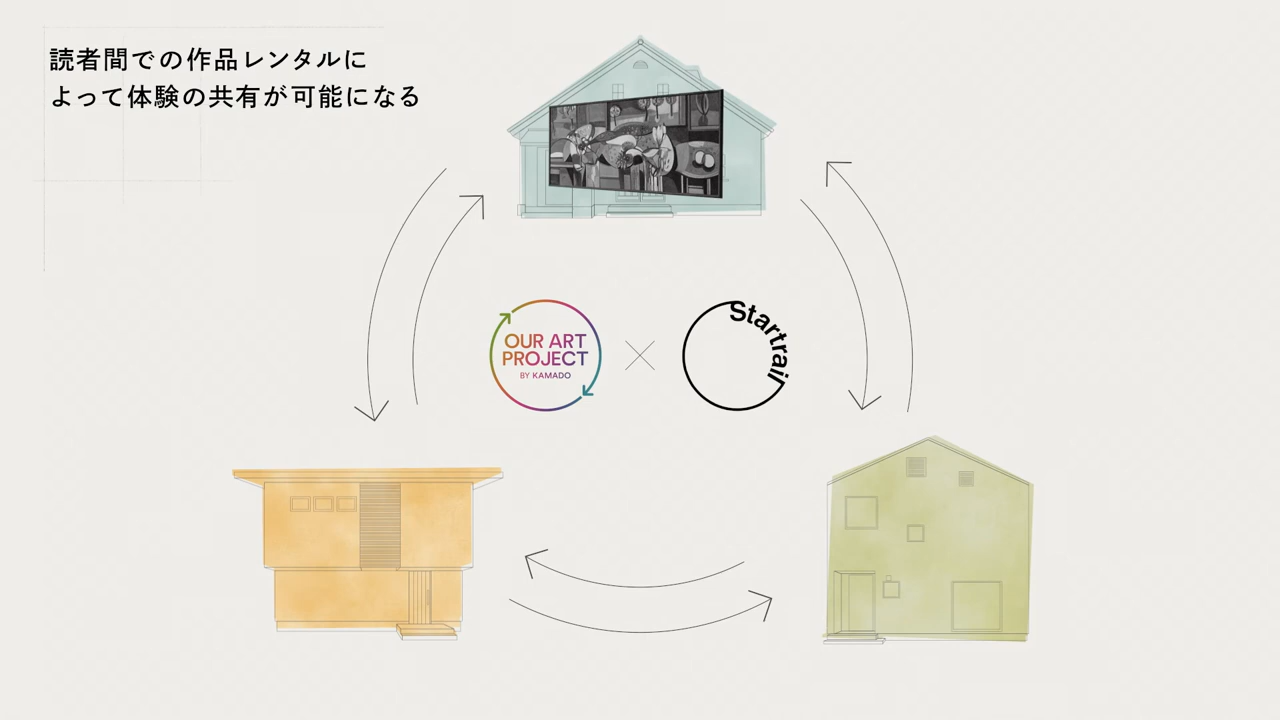 読者間での作品レンタルに
よって体験の共有が可能になる
OUR ART
PROJECT
BY KAMADO
Startrail